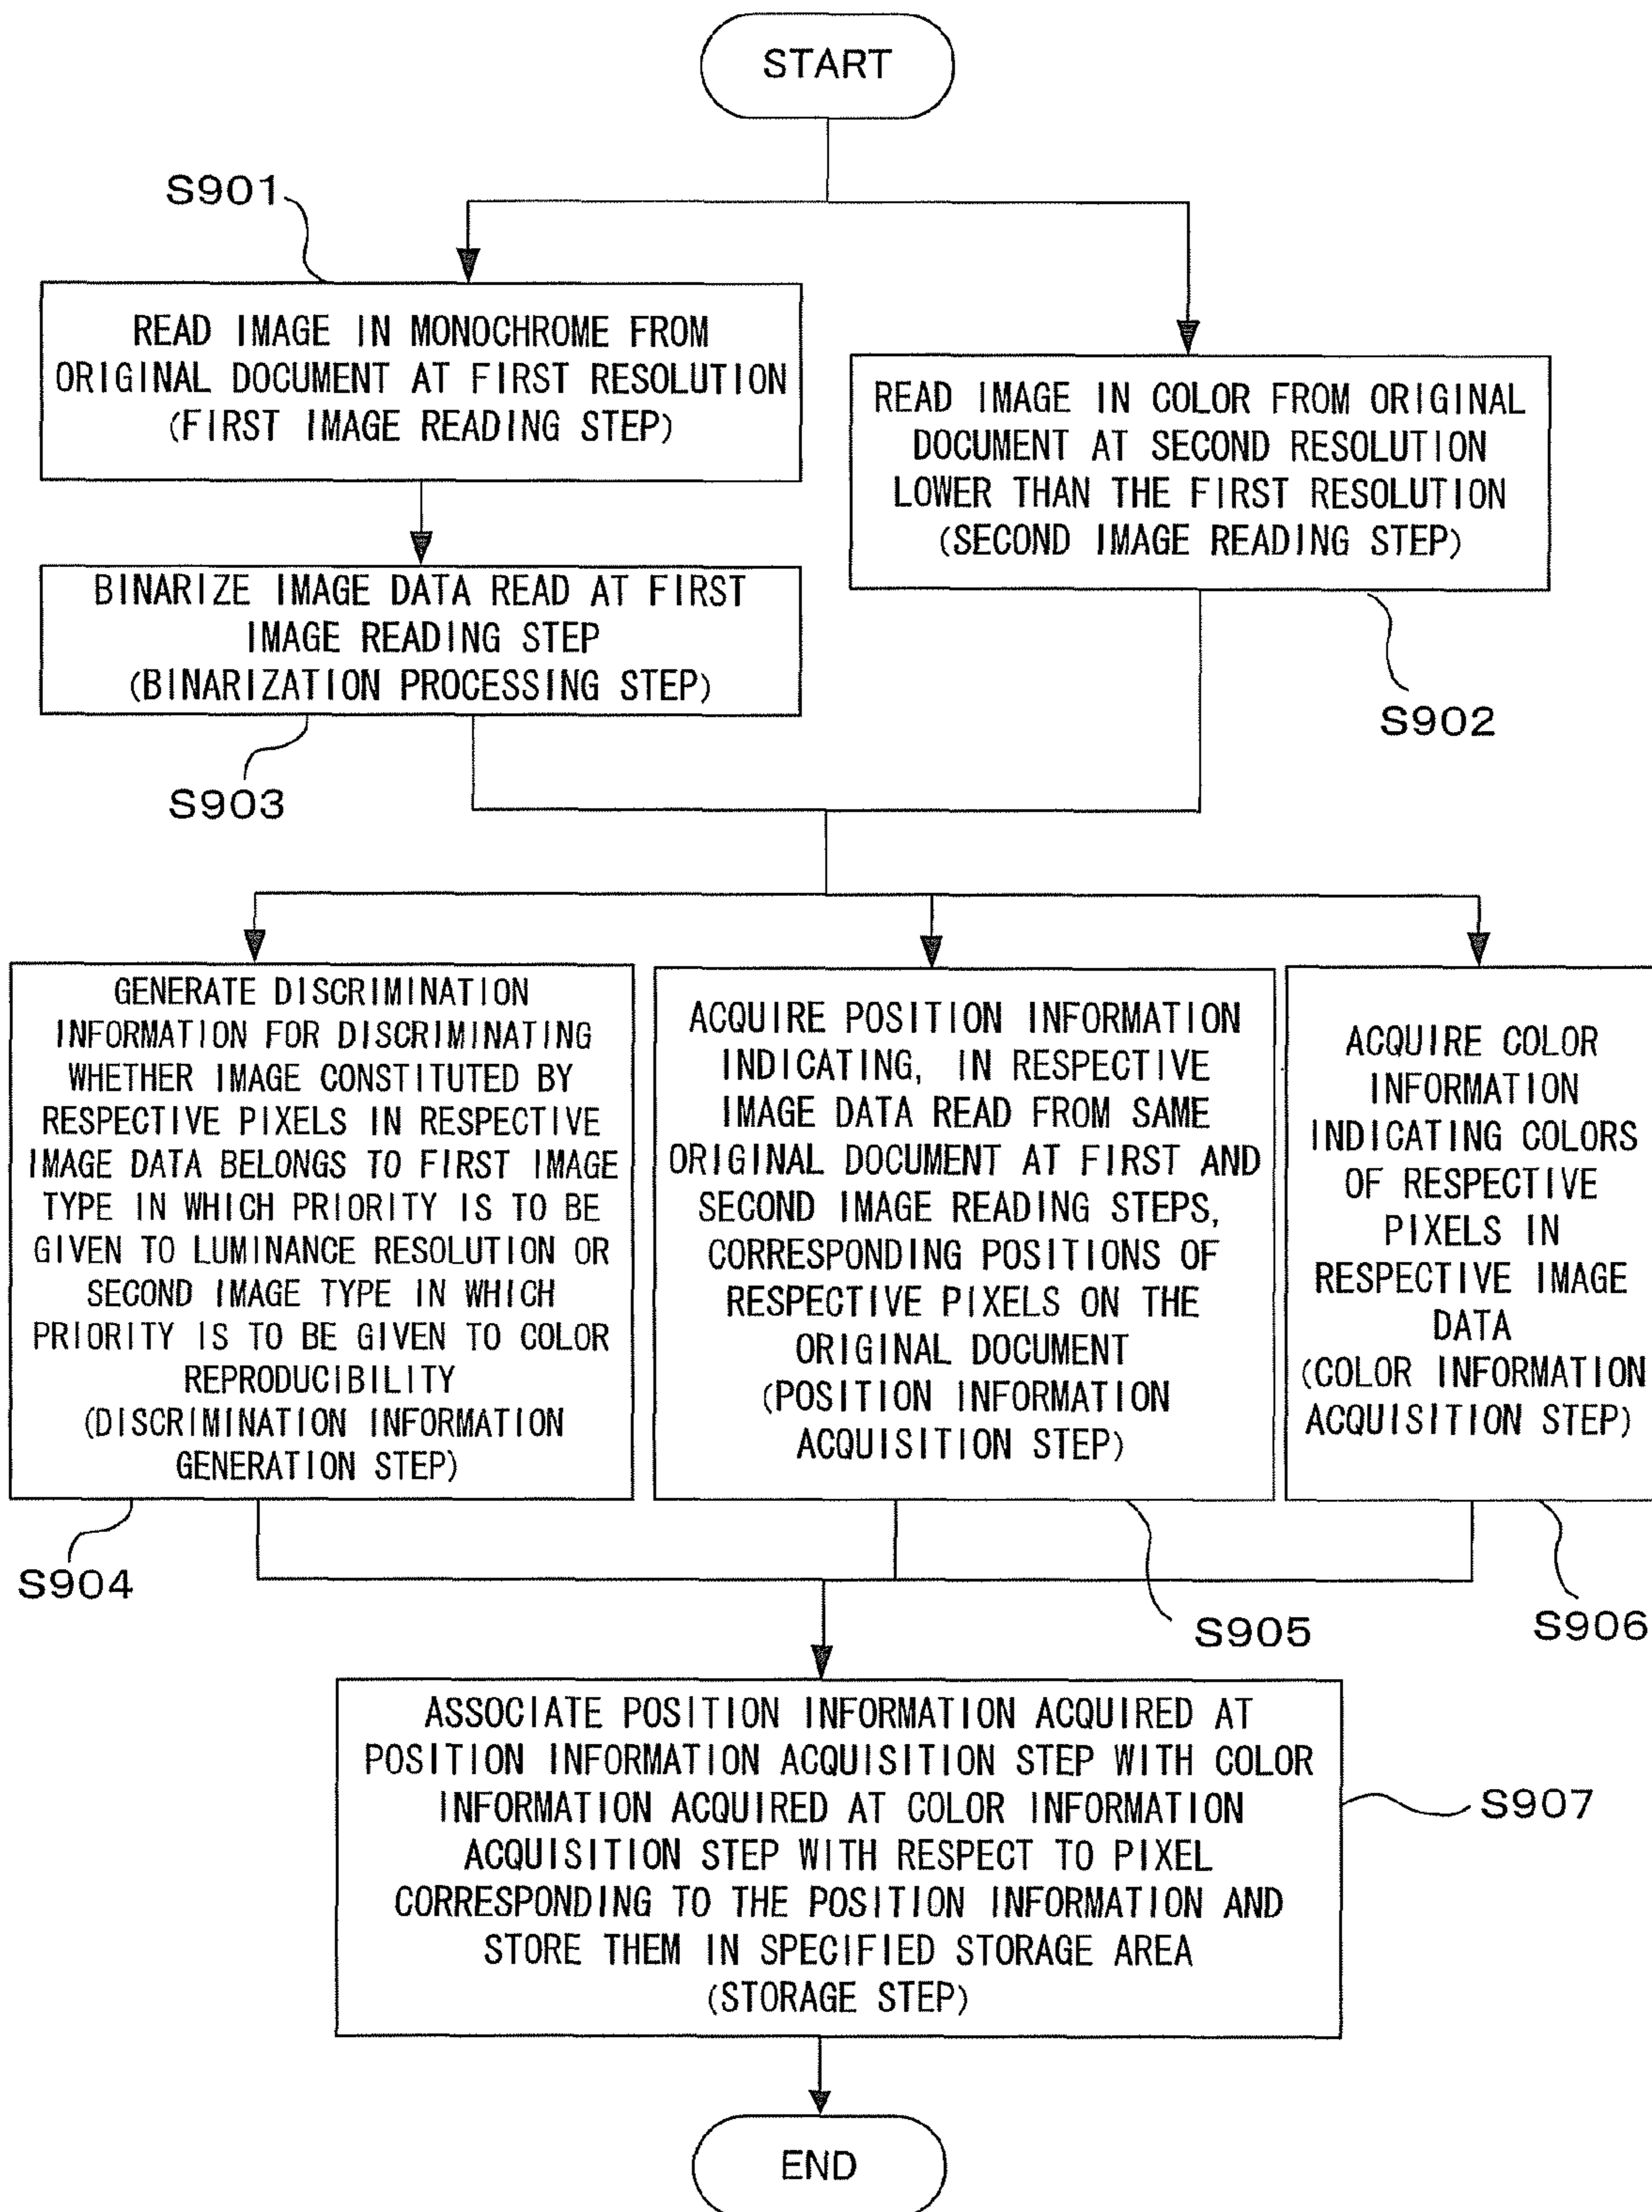 START
S901
READ IMAGE IN MONOCHROME FROM
ORIGINAL DOCUMENT AT FIRST RESOLUTION
(FIRST IMAGE READING STEP)
READ IMAGE IN COLOR FROM ORIGINAL
DOCUMENT AT SECOND RESOLUTION
LOWER THAN THE FIRST RESOLUTION
(SECOND IMAGE READING STEP)
S902
BINARIZE IMAGE DATA READ AT FIRST
IMAGE READING STEP
(BINARIZATION PROCESSING STEP)
S903
GENERATE DISCRIMINATION
INFORMATION FOR DISCRIMINATING
WHETHER IMAGE CONSTITUTED BY
RESPECTIVE PIXELS IN RESPECTIVE
IMAGE DATA BELONGS TO FIRST IMAGE
TYPE IN WHICH PRIORITY IS TO BE
GIVEN TO LUMINANCE RESOLUTION OR
SECOND IMAGE TYPE IN WHICH
PRIORITY IS TO BE GIVEN TO COLOR
REPRODUCIBILITY
(DISCRIMINATION INFORMATION
GENERATION STEP)
S904
ACQUIRE POSITION INFORMATION
INDICATING, IN RESPECTIVE
IMAGE DATA READ FROM SAME
ORIGINAL DOCUMENT AT FIRST AND
SECOND IMAGE READING STEPS,
CORRESPONDING POSITIONS OF
RESPECTIVE PIXELS ON THE
ORIGINAL DOCUMENT
(POSITION INFORMATION
ACQUISITION STEP)
S905
ACQUIRE COLOR
INFORMATION
INDICATING COLORS
OF RESPECTIVE
PIXELS IN
RESPECTIVE IMAGE
DATA
(COLOR INFORMATION
ACQUISITION STEP)
S906
ASSOCIATE POSITION INFORMATION ACQUIRED AT
POSITION INFORMATION ACQUISITION STEP WITH COLOR
INFORMATION ACQUIRED AT COLOR INFORMATION
ACQUISITION STEP WITH RESPECT TO PIXEL
CORRESPONDING TO THE POSITION INFORMATION AND
STORE THEM IN SPECIFIED STORAGE AREA
(STORAGE STEP)
S907
END